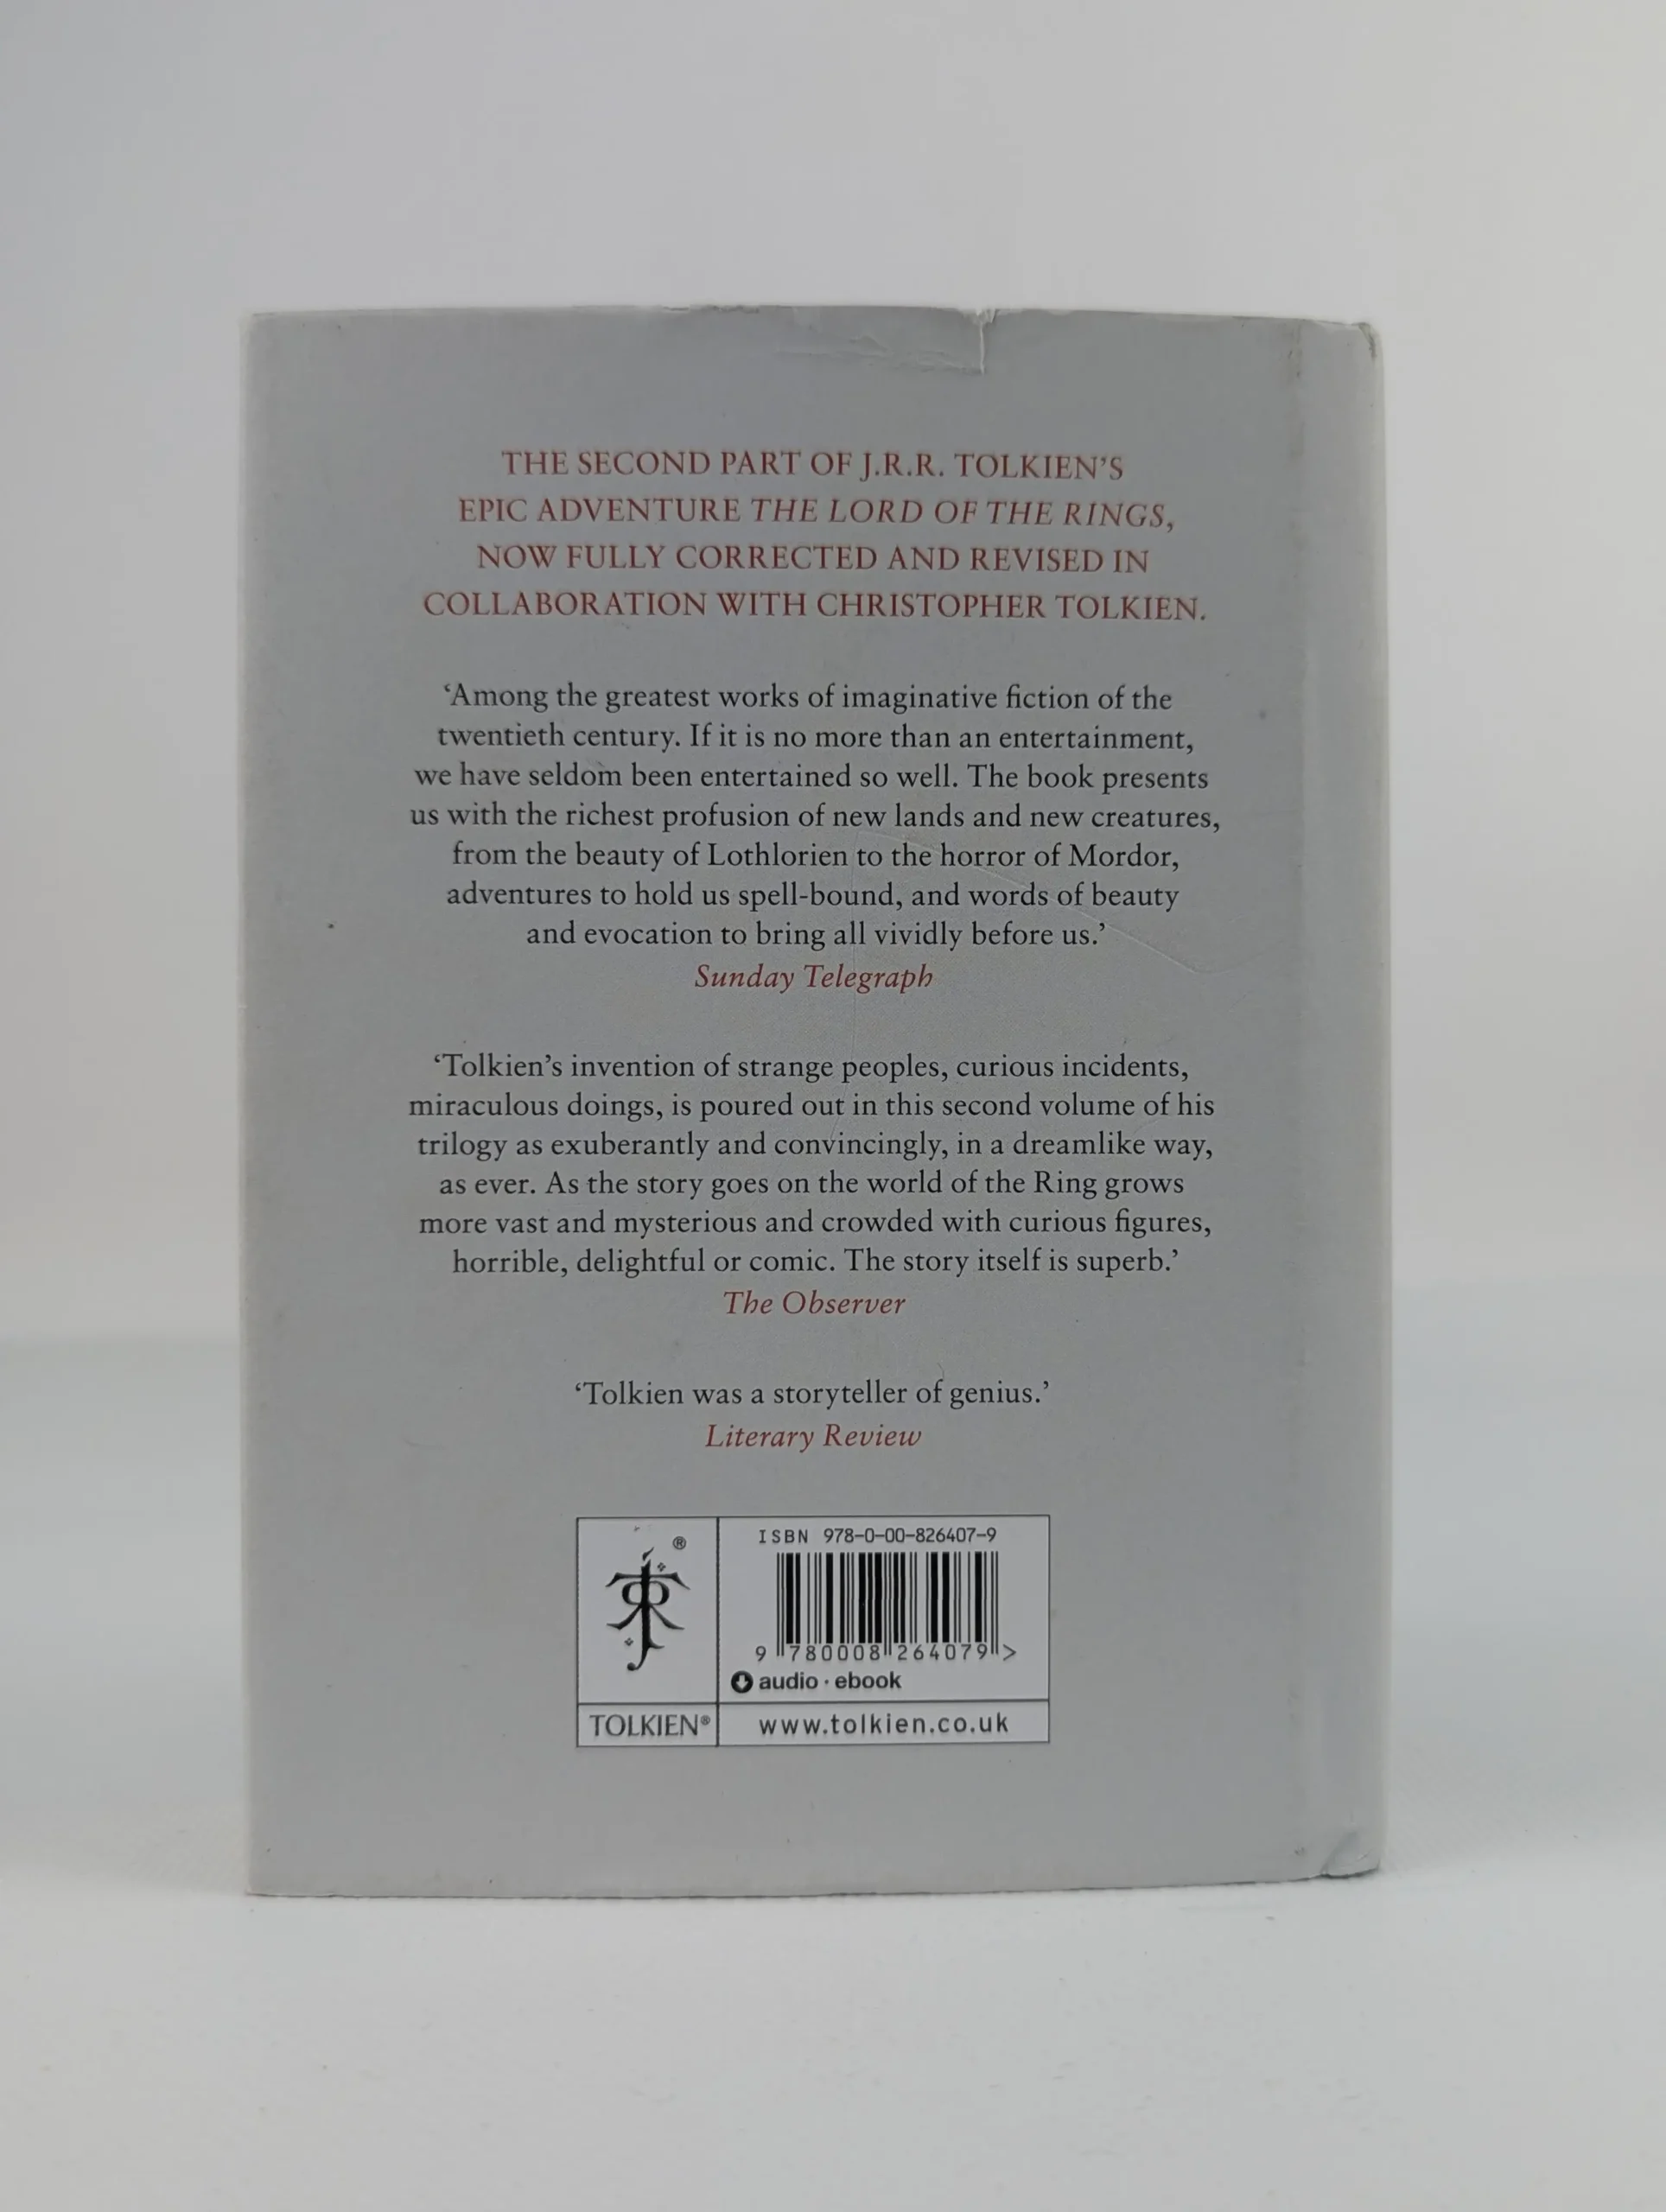 THE SECOND PART OF J.R.R. TOLKIEN’S
EPIC ADVENTURE THE LORD OF THE RINGS,
NOW FULLY CORRECTED AND REVISED IN
COLLABORATION WITH CHRISTOPHER TOLKIEN.
‘Among the greatest works of imaginative fiction of the
twentieth century. If it is no more than an entertainment,
we have seldom been entertained so well. The book presents
us with the richest profusion of new lands and new creatures,
from the beauty of Lothlorien to the horror of Mordor,
adventures to hold us spell-bound, and words of beauty
and evocation to bring all vividly before us.’
Sunday Telegraph
‘Tolkien’s invention of strange peoples, curious incidents,
miraculous doings, is poured out in this second volume of his
trilogy as exuberantly and convincingly, in a dreamlike way,
as ever. As the story goes on the world of the Ring grows
more vast and mysterious and crowded with curious figures,
horrible, delightful or comic. The story itself is superb.’
The Observer
‘Tolkien was a storyteller of genius.’
Literary Review
®
ISBN 978-0-00-826407-9
9 780008 264079 >
audio · ebook
TOLKIEN®
www.tolkien.co.uk